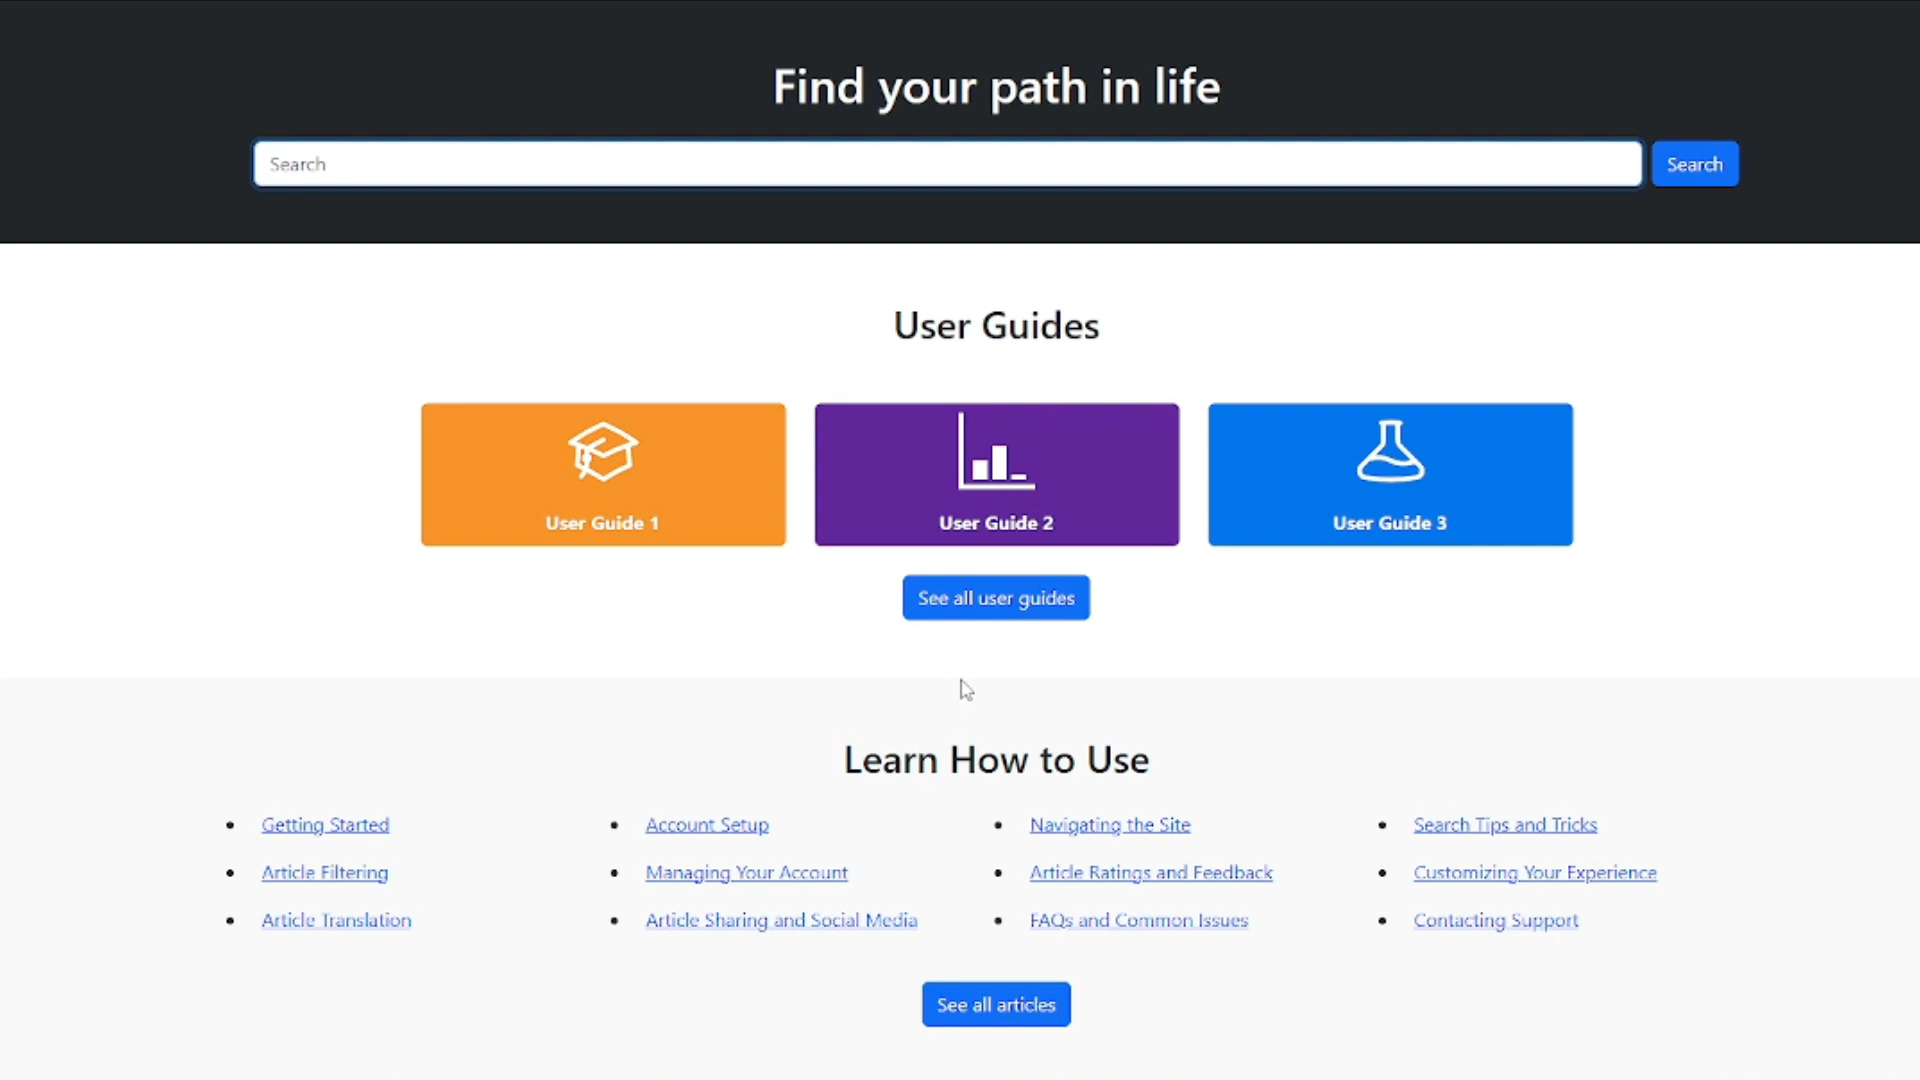 Find your path in life
Search Search
User Guides
User Guide 1 User Guide 2 User Guide 3
See all user guides
Learn How to Use
Getting Started Account Setup Navigating the Site Search Tips and Tricks
Article Filtering Managing Your Account Article Ratings and Feedback Customizing Your Experience
Article Translation Article Sharing and Social Media FAQs and Common Issues Contacting Support
See all articles